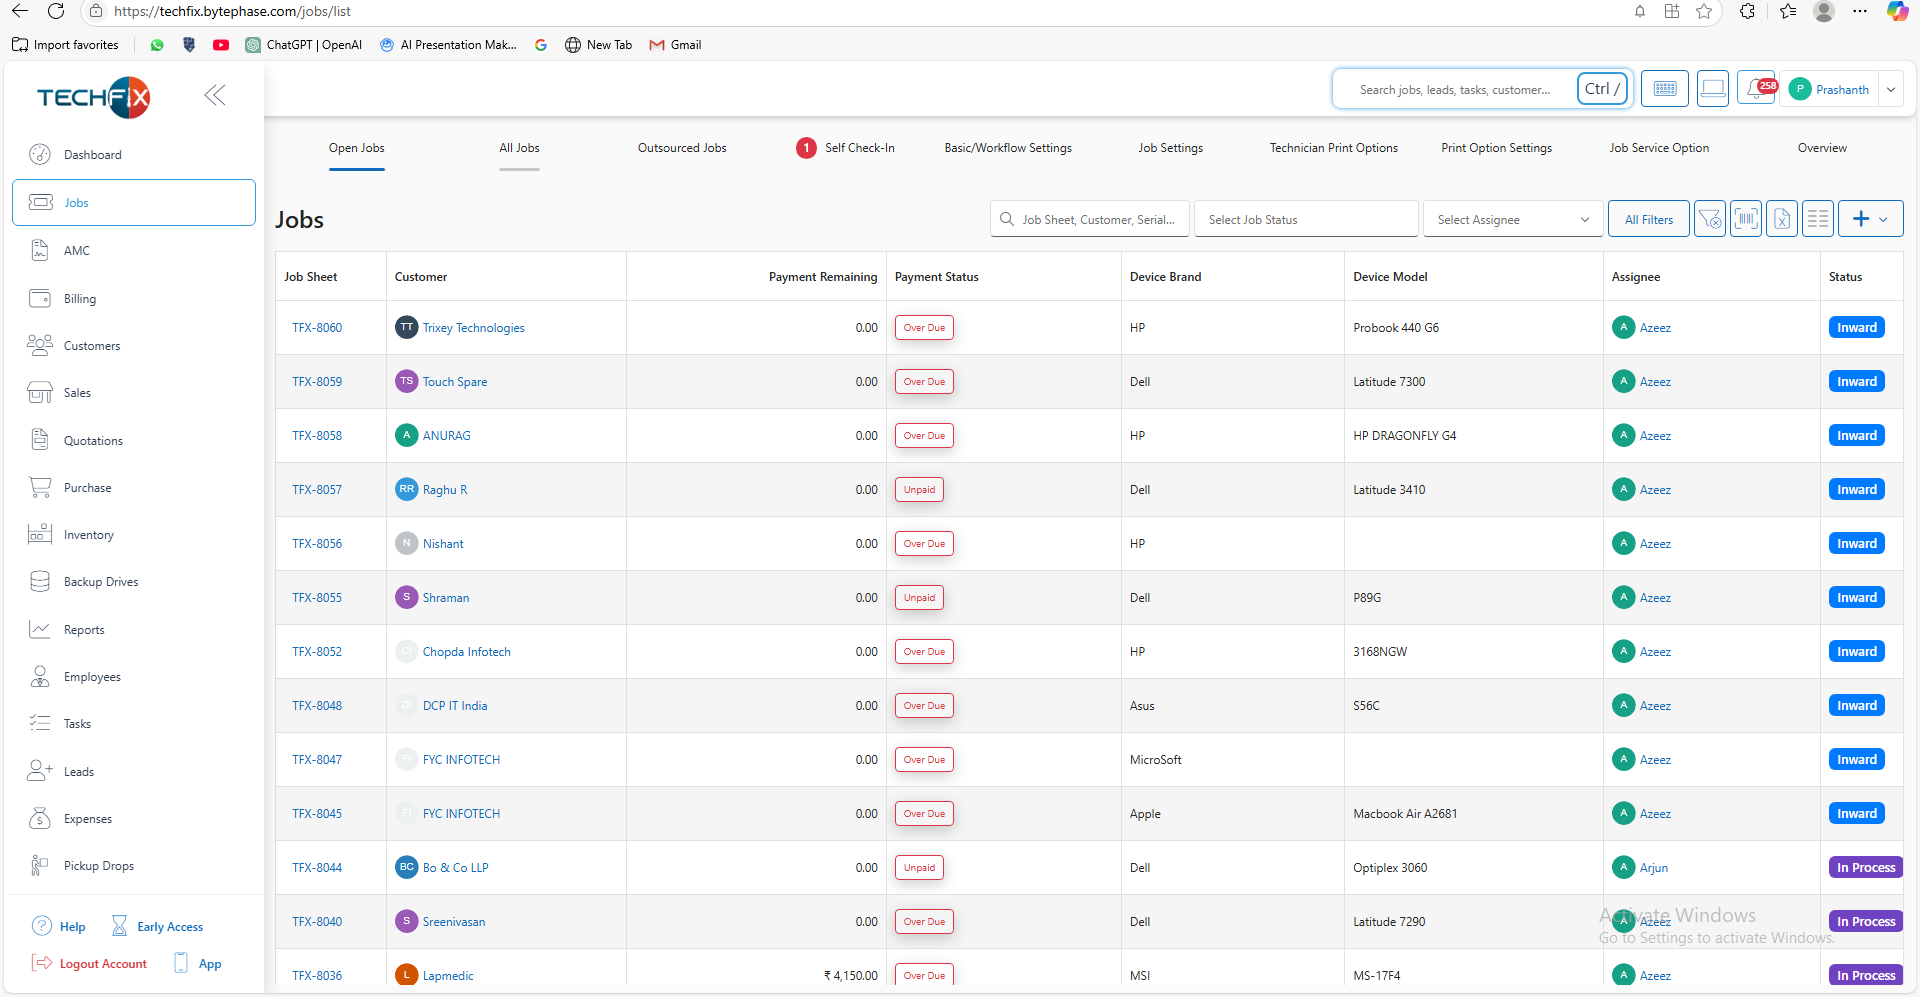 https://techfix.bytephase.com/jobs/list
Import favorites
ChatGPT | OpenAI
AI Presentation Mak...
New Tab
Gmail
TECHFIX
Search jobs, leads, tasks, customer...
Ctrl /
258
P Prashanth
Dashboard
Jobs
AMC
Billing
Customers
Sales
Quotations
Purchase
Inventory
Backup Drives
Reports
Employees
Tasks
Leads
Expenses
Pickup Drops
Help
Early Access
Logout Account
App
Open Jobs
All Jobs
Outsourced Jobs
1 Self Check-In
Basic/Workflow Settings
Job Settings
Technician Print Options
Print Option Settings
Job Service Option
Overview
Jobs
Job Sheet, Customer, Serial...
Select Job Status
Select Assignee
All Filters
Job Sheet Customer Payment Remaining Payment Status Device Brand Device Model Assignee Status
TFX-8060 TT Trixey Technologies 0.00 Over Due HP Probook 440 G6 A Azeez Inward
TFX-8059 TS Touch Spare 0.00 Over Due Dell Latitude 7300 A Azeez Inward
TFX-8058 A ANURAG 0.00 Over Due HP HP DRAGONFLY G4 A Azeez Inward
TFX-8057 RR Raghu R 0.00 Unpaid Dell Latitude 3410 A Azeez Inward
TFX-8056 N Nishant 0.00 Over Due HP A Azeez Inward
TFX-8055 S Shraman 0.00 Unpaid Dell P89G A Azeez Inward
TFX-8052 CI Chopda Infotech 0.00 Over Due HP 3168NGW A Azeez Inward
TFX-8048 DI DCP IT India 0.00 Over Due Asus S56C A Azeez Inward
TFX-8047 FI FYC INFOTECH 0.00 Over Due MicroSoft A Azeez Inward
TFX-8045 FI FYC INFOTECH 0.00 Over Due Apple Macbook Air A2681 A Azeez Inward
TFX-8044 BC Bo & Co LLP 0.00 Unpaid Dell Optiplex 3060 A Arjun In Process
TFX-8040 S Sreenivasan 0.00 Over Due Dell Latitude 7290 A Azeez In Process
TFX-8036 L Lapmedic ₹ 4,150.00 Over Due MSI MS-17F4 A Azeez In Process
Activate Windows
Go to Settings to activate Windows.